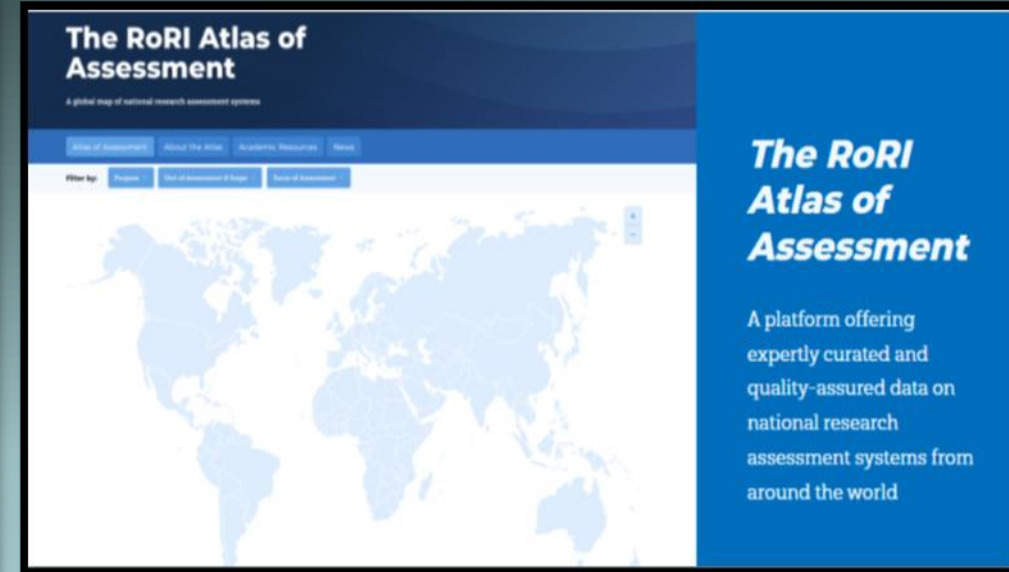 The RoRI Atlas of
Assessment
A global map of national research assessment systems
Atlas of Assessment About the Atlas Academic Resources News
Filter by: Purpose Unit of Assessment & Scope Focus of Assessment
+
−
The RoRI
Atlas of
Assessment
A platform offering
expertly curated and
quality-assured data on
national research
assessment systems from
around the world